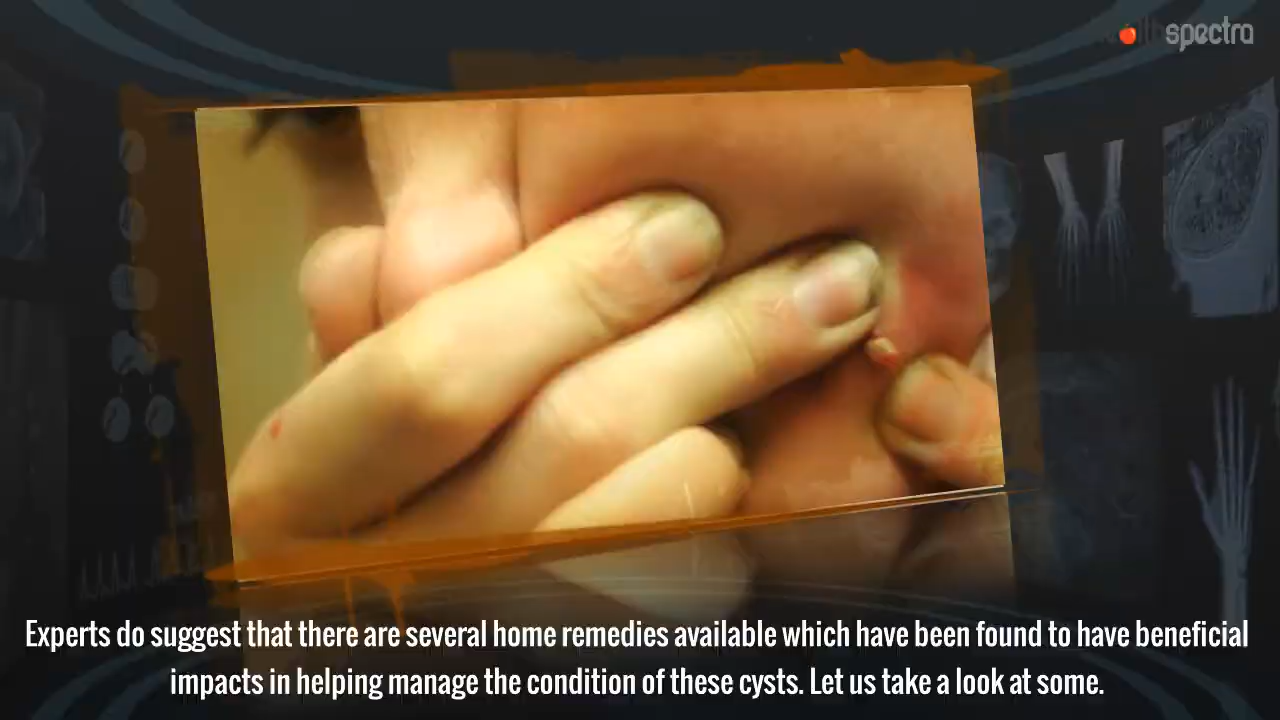 spectra
Experts do suggest that there are several home remedies available which have been found to have beneficial
impacts in helping manage the condition of these cysts. Let us take a look at some.